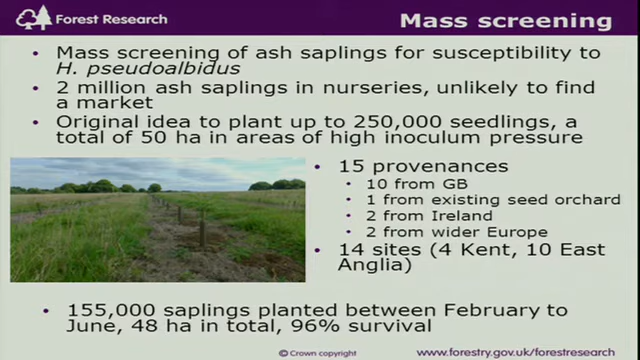 Forest Research
Mass screening
• Mass screening of ash saplings for susceptibility to
H. pseudoalbidus
• 2 million ash saplings in nurseries, unlikely to find
a market
• Original idea to plant up to 250,000 seedlings, a
total of 50 ha in areas of high inoculum pressure
• 15 provenances
• 10 from GB
• 1 from existing seed orchard
• 2 from Ireland
• 2 from wider Europe
• 14 sites (4 Kent, 10 East
Anglia)
• 155,000 saplings planted between February to
June, 48 ha in total, 96% survival
© Crown copyright
www.forestry.gov.uk/forestresearch